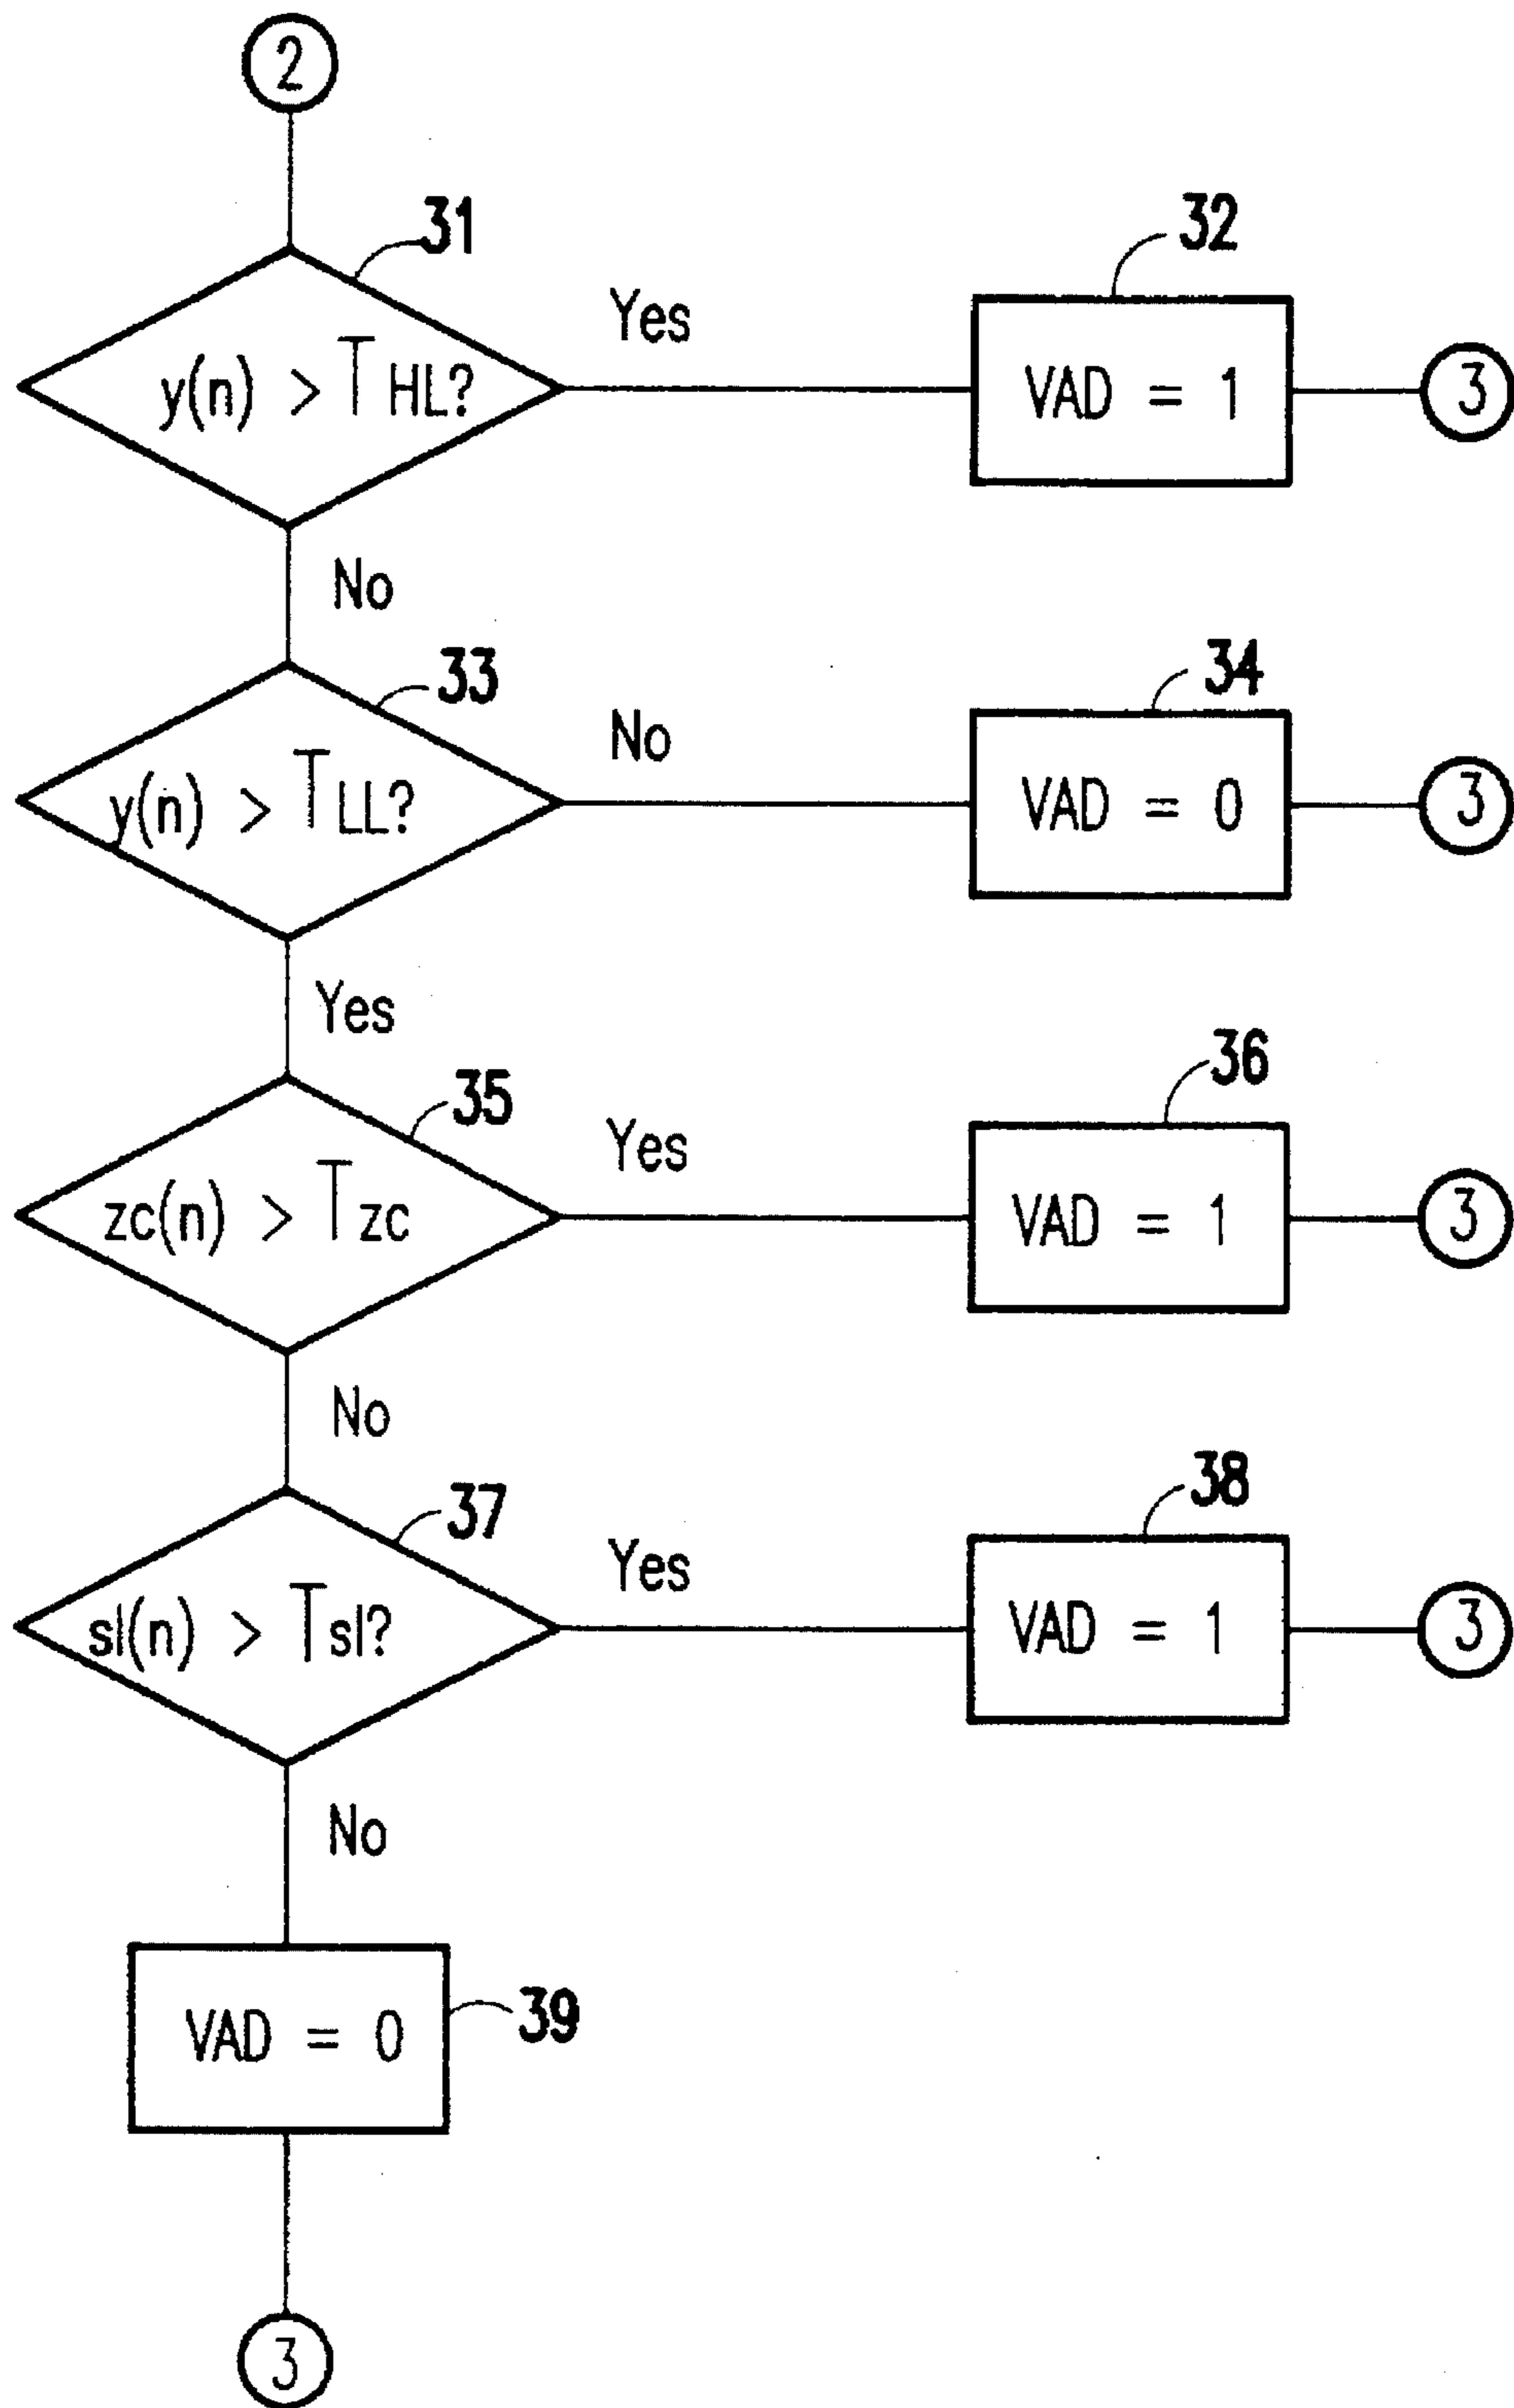 2
31
y(n) > T HL?
Yes
32
VAD = 1
3
No
33
y(n) > T LL?
No
34
VAD = 0
3
Yes
35
zc(n) > T zc
Yes
36
VAD = 1
3
No
37
sl(n) > T sl?
Yes
38
VAD = 1
3
No
VAD = 0
39
3